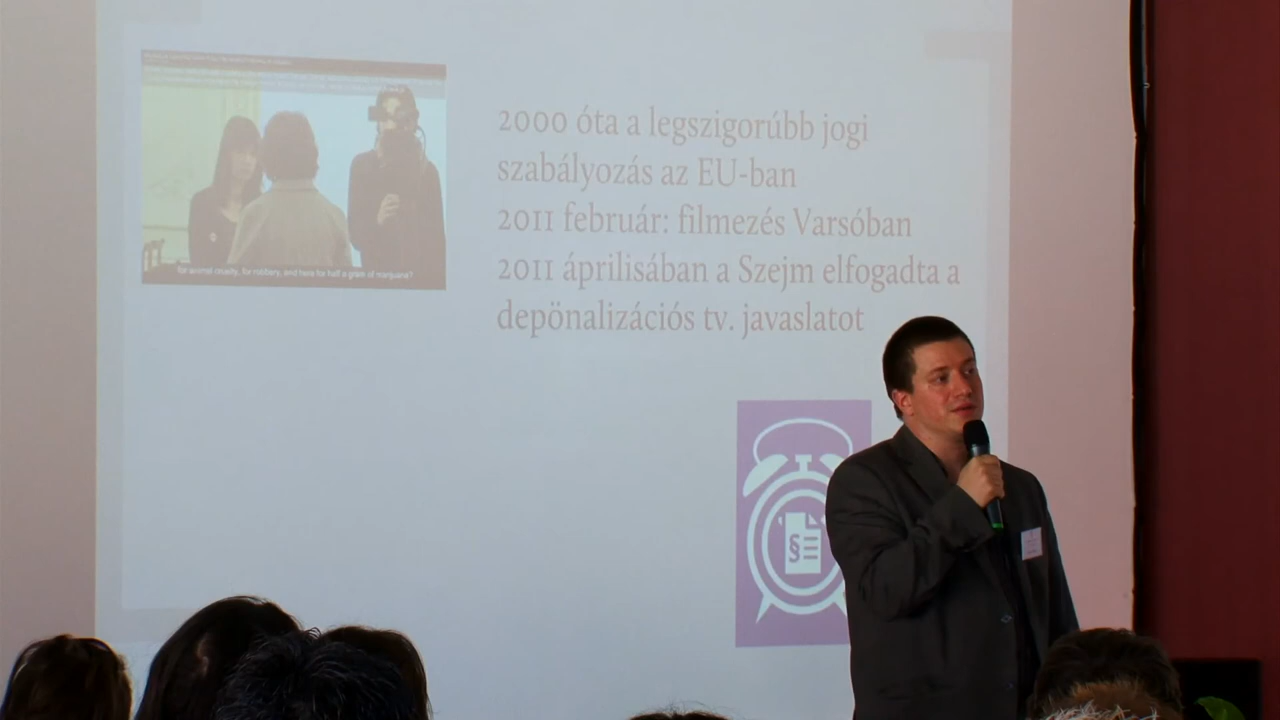 2000 óta a legszigorúbb jogi
szabályozás az EU-ban
2011 február: filmezés Varsóban
2011 áprilisában a Szejm elfogadta a
depönalizációs tv. javaslatot
for animal cruelty, for robbery, and here for half a gram of marijuana?
§